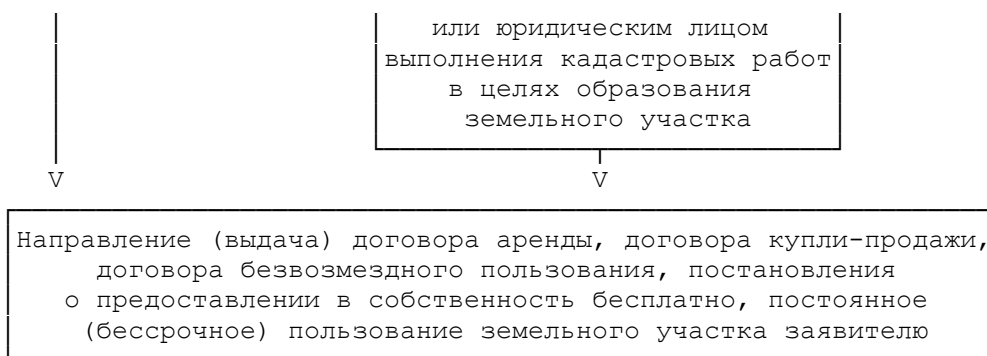 или юридическим лицом
выполнения кадастровых работ
в целях образования
земельного участка
V V
Направление (выдача) договора аренды, договора купли-продажи,
договора безвозмездного пользования, постановления
о предоставлении в собственность бесплатно, постоянное
(бессрочное) пользование земельного участка заявителю